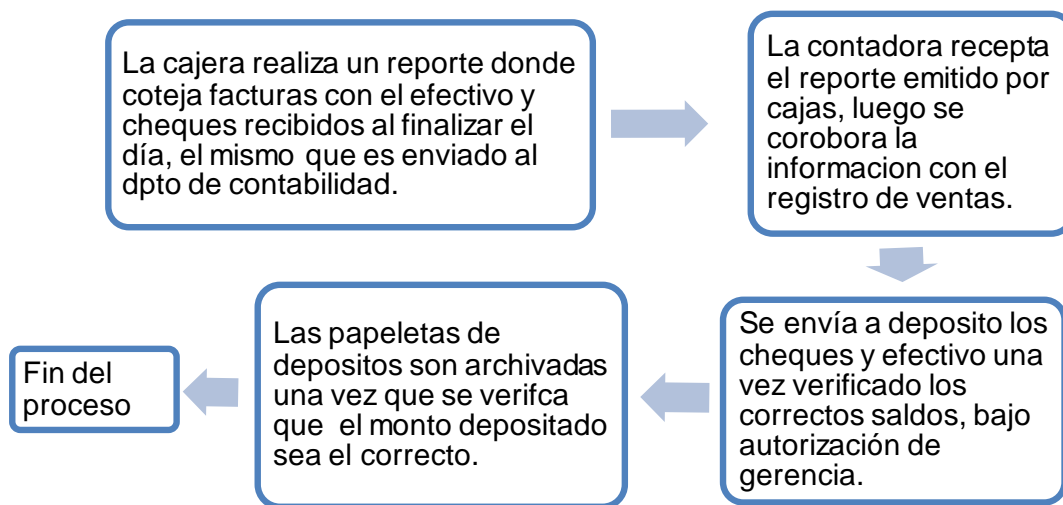 La cajera realiza un reporte donde
coteja facturas con el efectivo y
cheques recibidos al finalizar el
día, el mismo que es enviado al
dpto de contabilidad.
La contadora recepta
el reporte emitido por
cajas, luego se
corobora la
informacion con el
registro de ventas.
Se envía a deposito los
cheques y efectivo una
vez verificado los
correctos saldos, bajo
autorización de
gerencia.
Las papeletas de
depositos son archivadas
una vez que se verifca
que el monto depositado
sea el correcto.
Fin del
proceso